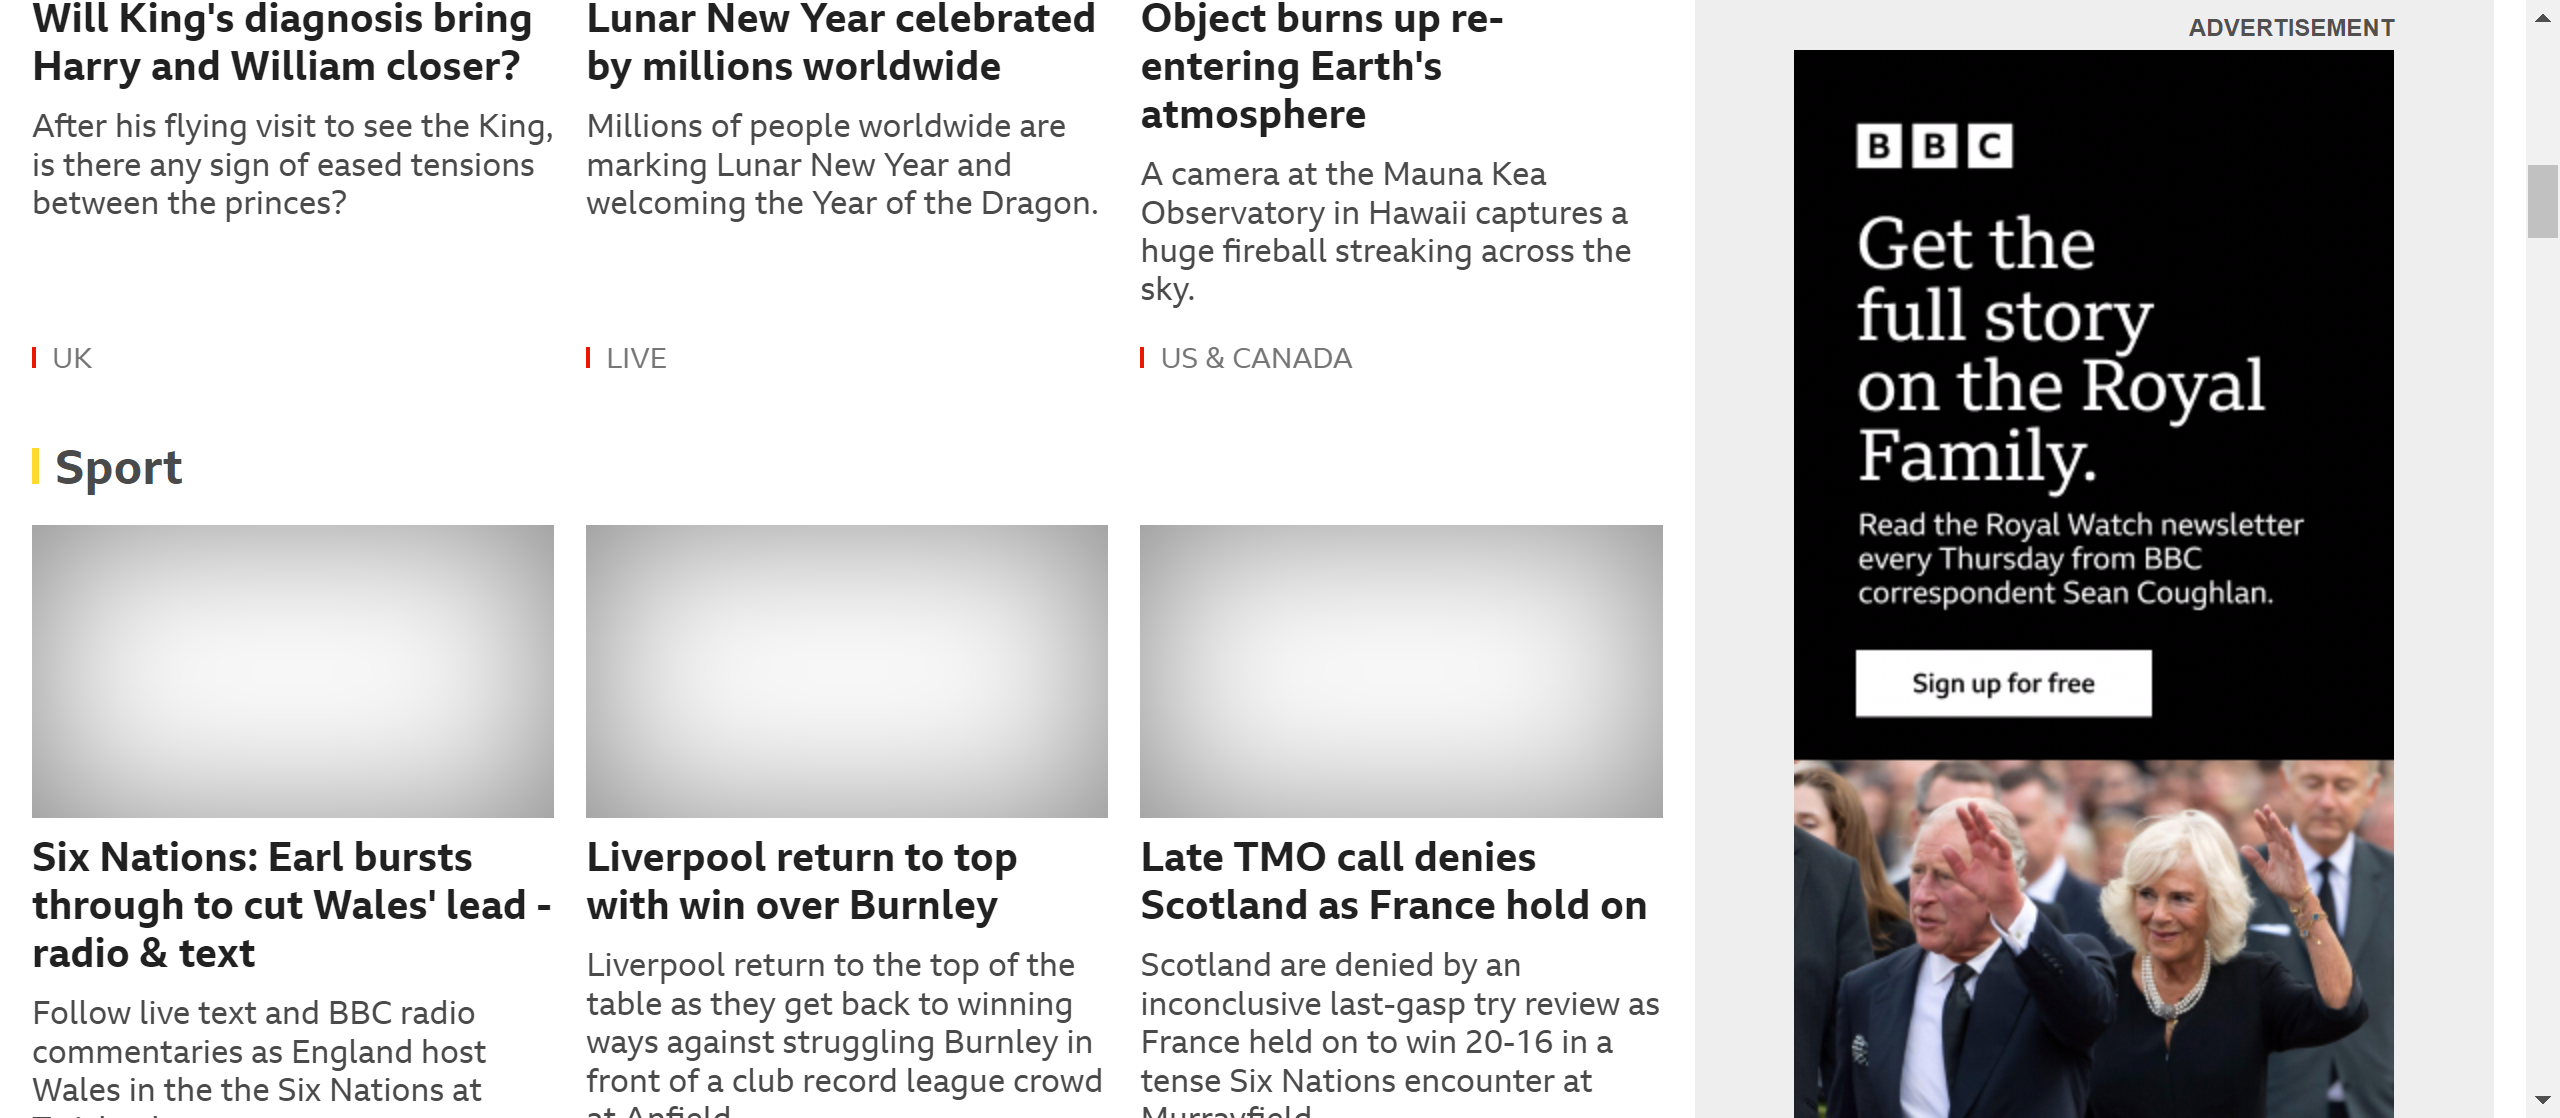 Will King's diagnosis bring
Harry and William closer?
After his flying visit to see the King,
is there any sign of eased tensions
between the princes?
UK
Lunar New Year celebrated
by millions worldwide
Millions of people worldwide are
marking Lunar New Year and
welcoming the Year of the Dragon.
LIVE
Object burns up re-
entering Earth's
atmosphere
A camera at the Mauna Kea
Observatory in Hawaii captures a
huge fireball streaking across the
sky.
US & CANADA
Sport
Six Nations: Earl bursts
through to cut Wales' lead -
radio & text
Follow live text and BBC radio
commentaries as England host
Wales in the the Six Nations at
Liverpool return to top
with win over Burnley
Liverpool return to the top of the
table as they get back to winning
ways against struggling Burnley in
front of a club record league crowd
at Anfield
Late TMO call denies
Scotland as France hold on
Scotland are denied by an
inconclusive last-gasp try review as
France held on to win 20-16 in a
tense Six Nations encounter at
Murrayfield
ADVERTISEMENT
BBC
Get the
full story
on the Royal
Family.
Read the Royal Watch newsletter
every Thursday from BBC
correspondent Sean Coughlan.
Sign up for free